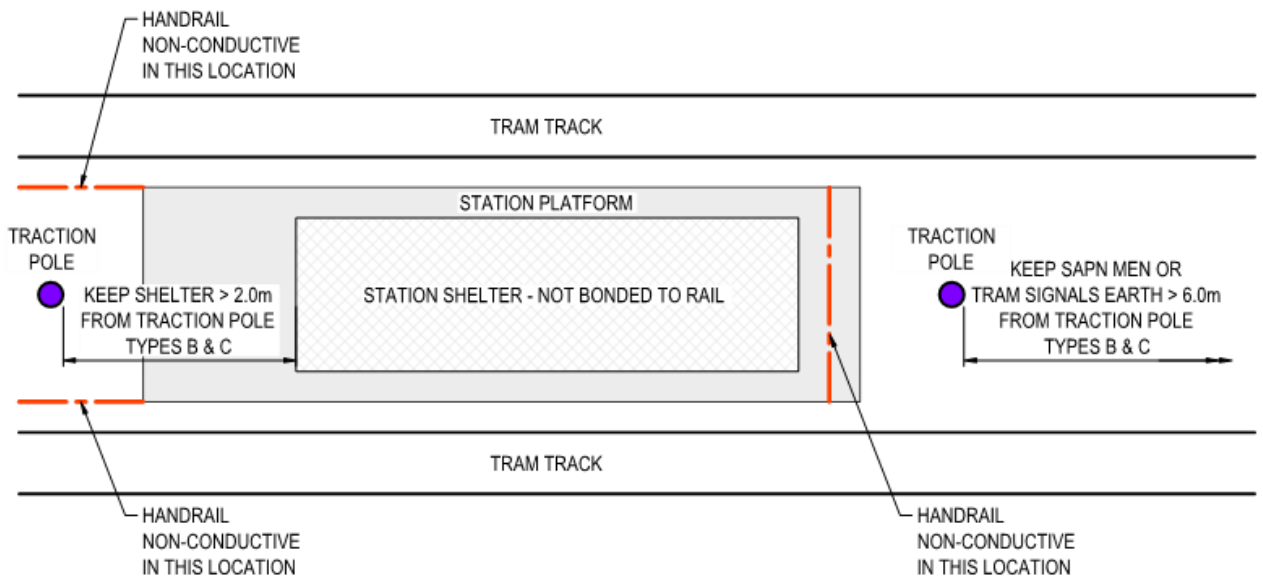 HANDRAIL
NON-CONDUCTIVE
IN THIS LOCATION
TRAM TRACK
STATION PLATFORM
TRACTION
POLE
KEEP SHELTER > 2.0m
FROM TRACTION POLE
TYPES B & C
STATION SHELTER - NOT BONDED TO RAIL
TRACTION
POLE
KEEP SAPN MEN OR
TRAM SIGNALS EARTH > 6.0m
FROM TRACTION POLE
TYPES B & C
TRAM TRACK
HANDRAIL
NON-CONDUCTIVE
IN THIS LOCATION
HANDRAIL
NON-CONDUCTIVE
IN THIS LOCATION